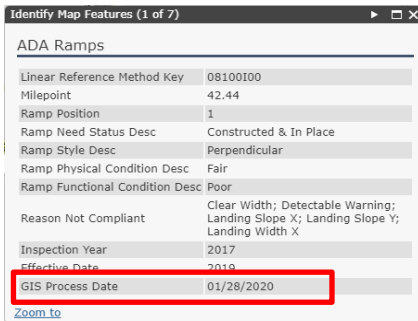 Identify Map Features (1 of 7)
ADA Ramps
Linear Reference Method Key 08100I00
Milepoint 42.44
Ramp Position 1
Ramp Need Status Desc Constructed & In Place
Ramp Style Desc Perpendicular
Ramp Physical Condition Desc Fair
Ramp Functional Condition Desc Poor
Reason Not Compliant Clear Width; Detectable Warning;
Landing Slope X; Landing Slope Y;
Landing Width X
Inspection Year 2017
Effective Date 2019
GIS Process Date 01/28/2020
Zoom to